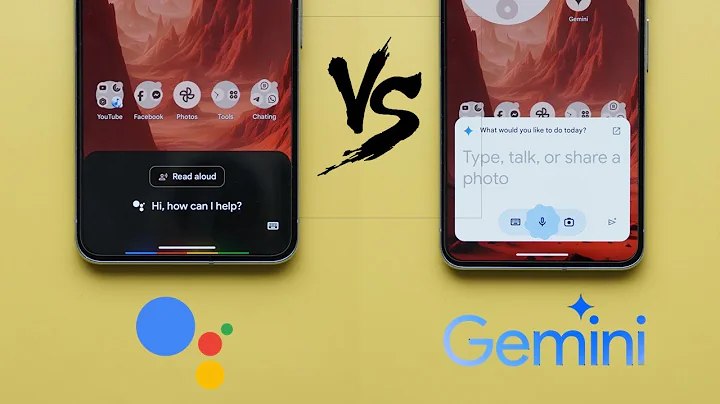 YouTube Facebook Photos Tools Chating
Read aloud
Hi, how can I help?
VS
Gemini
What would you like to do today?
Type, talk, or share a
photo
Gemini